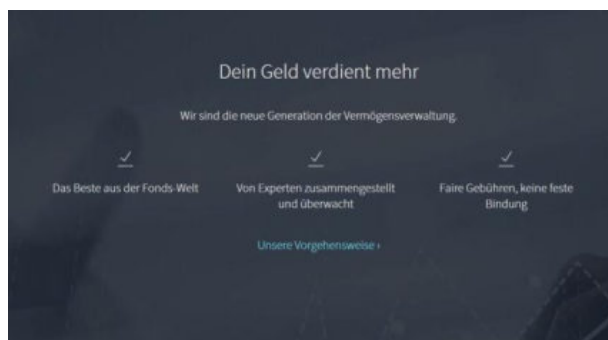 Dein Geld verdient mehr
Wir sind die neue Generation der Vermögensverwaltung.
Das Beste aus der Fonds-Welt
Von Experten zusammengestellt
und überwacht
Faire Gebühren, keine feste
Bindung
Unsere Vorgehensweise ›